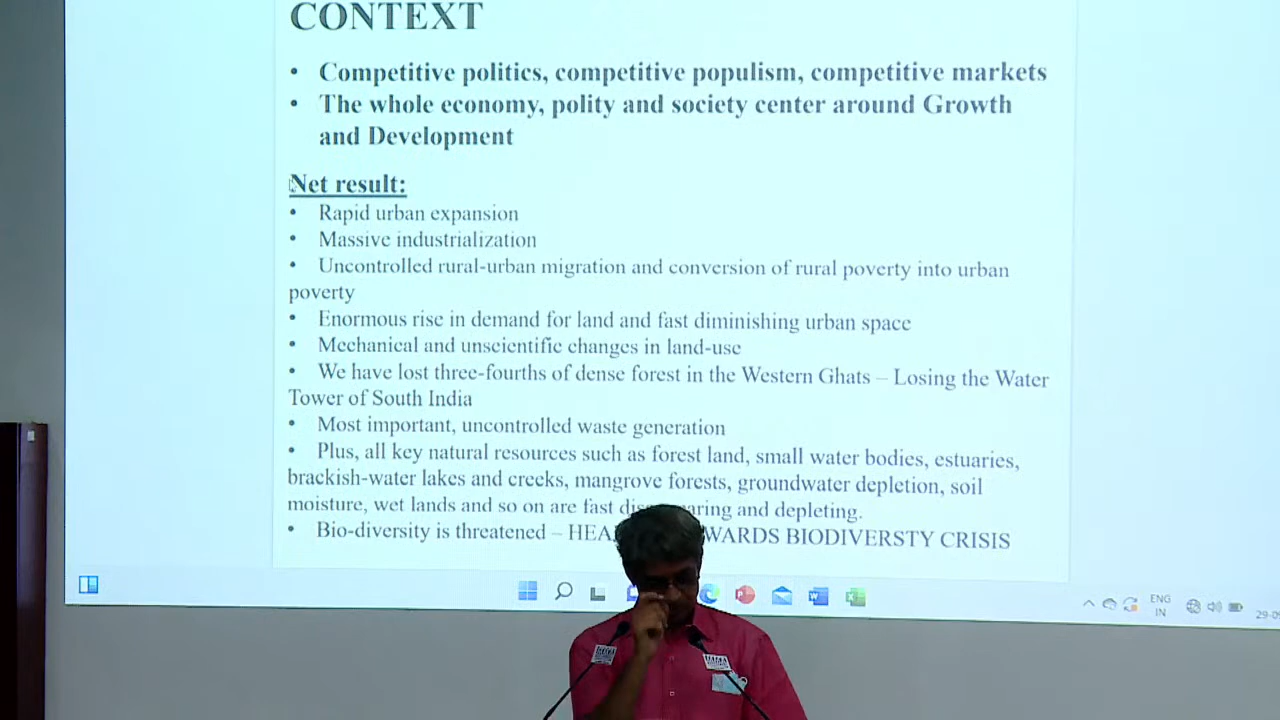 CONTEXT
• Competitive politics, competitive populism, competitive markets
• The whole economy, polity and society center around Growth
and Development
Net result:
• Rapid urban expansion
• Massive industrialization
• Uncontrolled rural-urban migration and conversion of rural poverty into urban
poverty
• Enormous rise in demand for land and fast diminishing urban space
• Mechanical and unscientific changes in land-use
• We have lost three-fourths of dense forest in the Western Ghats – Losing the Water
Tower of South India
• Most important, uncontrolled waste generation
• Plus, all key natural resources such as forest land, small water bodies, estuaries,
brackish-water lakes and creeks, mangrove forests, groundwater depletion, soil
moisture, wet lands and so on are fast and depleting.
• Bio-diversity is threatened – BIODIVERSTY CRISIS
ENG
IN